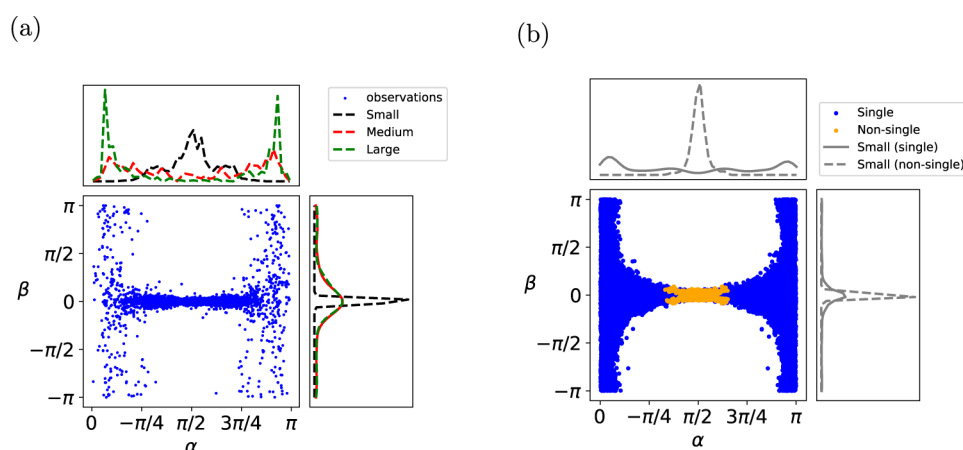 (a)
observations
Small
Medium
Large
π
π/2
β
0
−π/2
−π
0
−π/4
π/2
3π/4
π
α
(b)
Single
Non-single
Small (single)
Small (non-single)
π
π/2
β
0
−π/2
−π
0
−π/4
π/2
3π/4
π
α